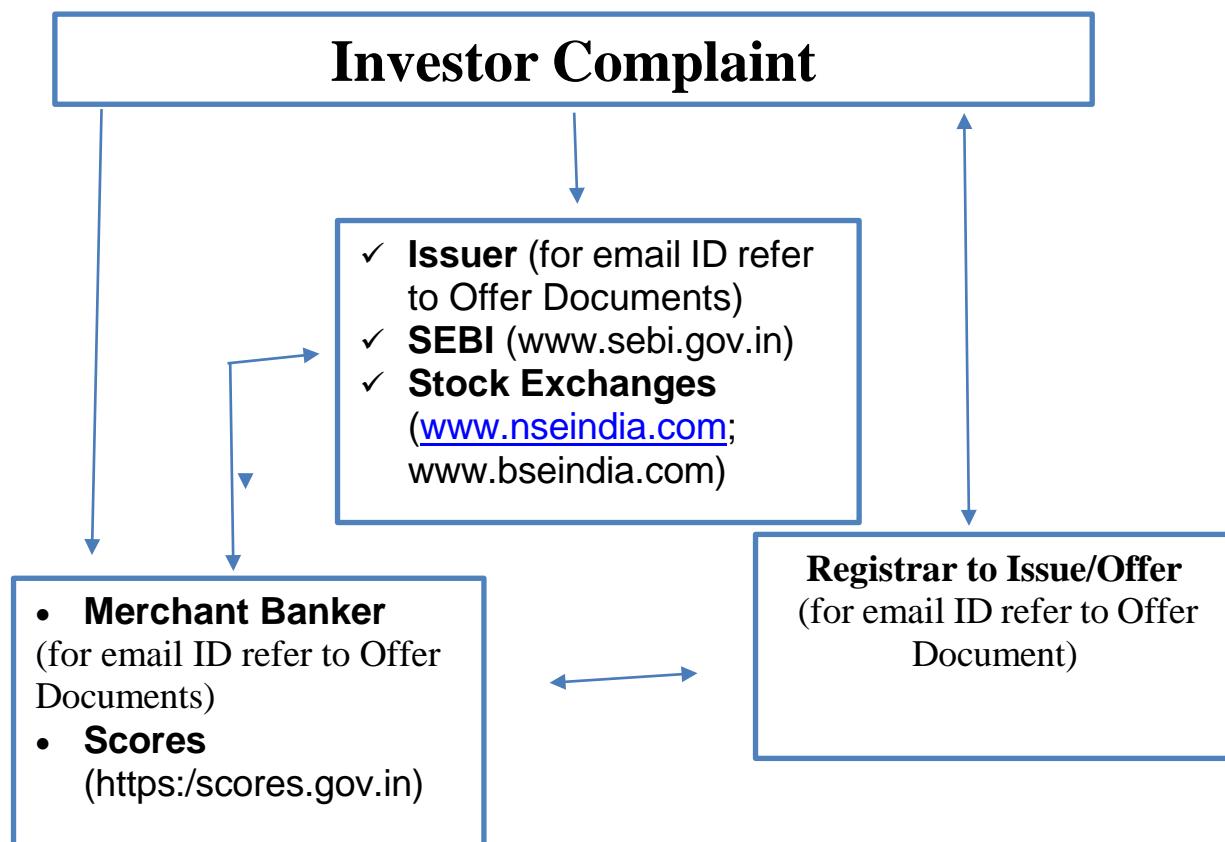 Investor Complaint
✓ Issuer (for email ID refer
to Offer Documents)
✓ SEBI (www.sebi.gov.in)
✓ Stock Exchanges
(www.nseindia.com;
www.bseindia.com)
• Merchant Banker
(for email ID refer to Offer
Documents)
• Scores
(https:/scores.gov.in)
Registrar to Issue/Offer
(for email ID refer to Offer
Document)